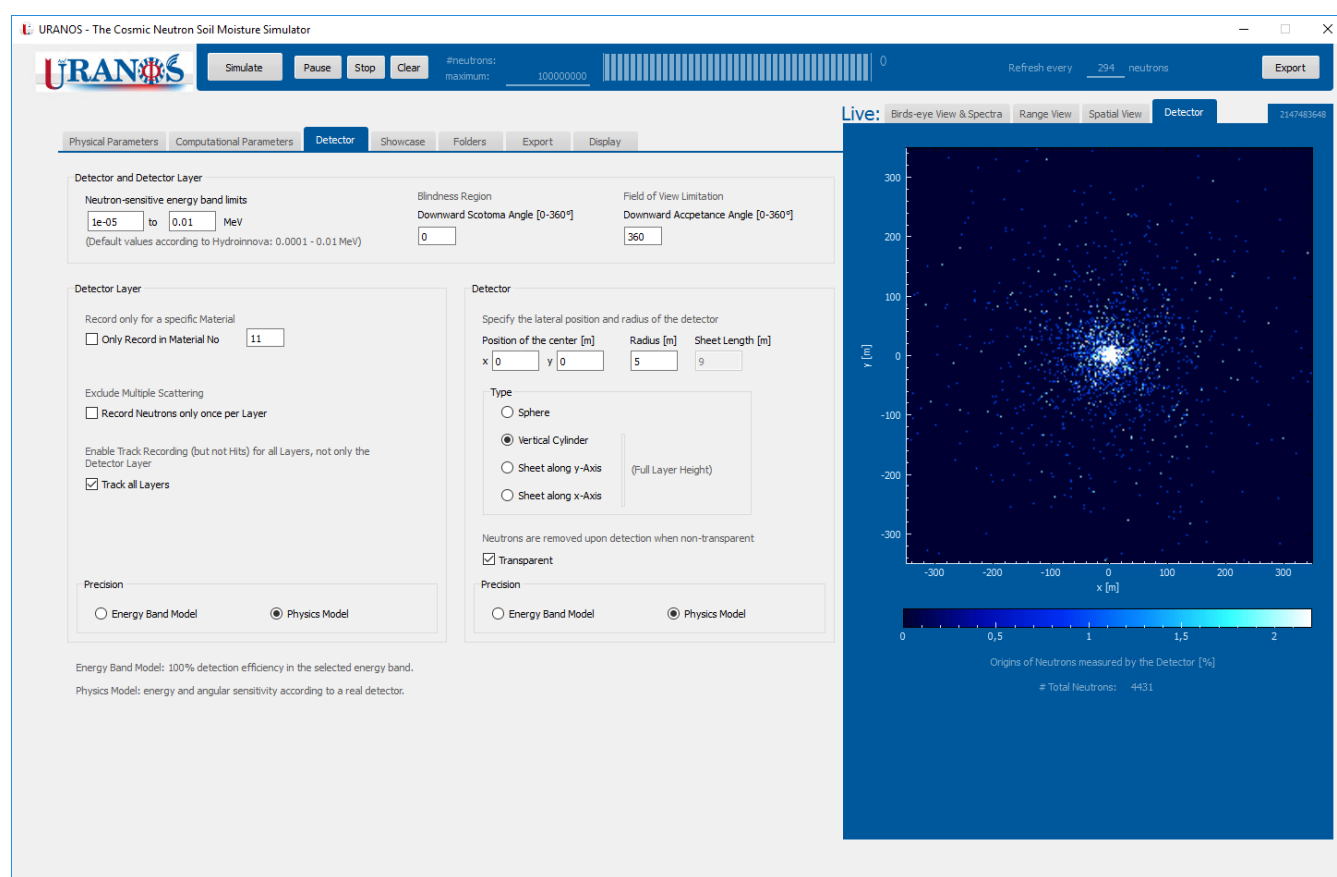 URANOS - The Cosmic Neutron Soil Moisture Simulator
URANOS
Simulate Pause Stop Clear
#neutrons:
maximum: 100000000
0
Refresh every 294 neutrons
Export
Physical Parameters Computational Parameters Detector Showcase Folders Export Display
Detector and Detector Layer
Neutron-sensitive energy band limits
1e-05 to 0.01 MeV
(Default values according to Hydroinnova: 0.0001 - 0.01 MeV)
Blindness Region
Downward Scotoma Angle [0-360°]
0
Field of View Limitation
Downward Accpetance Angle [0-360°]
360
Detector Layer
Record only for a specific Material
Only Record in Material No 11
Exclude Multiple Scattering
Record Neutrons only once per Layer
Enable Track Recording (but not Hits) for all Layers, not only the
Detector Layer
Track all Layers
Precision
Energy Band Model Physics Model
Detector
Specify the lateral position and radius of the detector
Position of the center [m] Radius [m] Sheet Length [m]
x 0 y 0 5 9
Type
Sphere
Vertical Cylinder
Sheet along y-Axis
(Full Layer Height)
Sheet along x-Axis
Neutrons are removed upon detection when non-transparent
Transparent
Precision
Energy Band Model Physics Model
Energy Band Model: 100% detection efficiency in the selected energy band.
Physics Model: energy and angular sensitivity according to a real detector.
Live: Birds-eye View & Spectra Range View Spatial View Detector 2147483648
300
200
100
0
-100
-200
-300
y [m]
-300 -200 -100 0 100 200 300
x [m]
0 0,5 1 1,5 2
Origins of Neutrons measured by the Detector [%]
# Total Neutrons: 4431